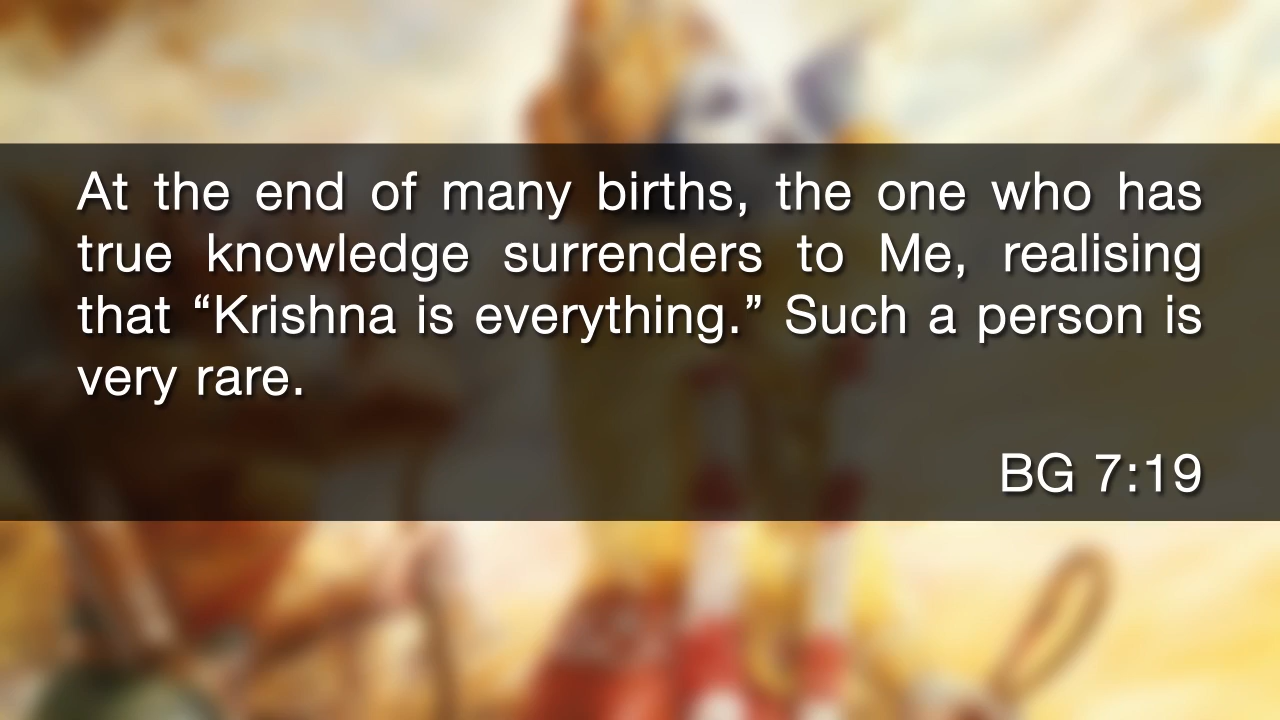 At the end of many births, the one who has
true knowledge surrenders to Me, realising
that “Krishna is everything.” Such a person is
very rare.
BG 7:19